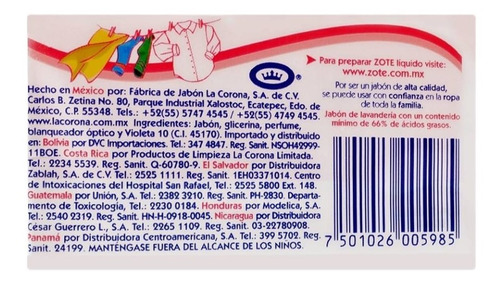 Para preparar ZOTE líquido visite:
www.zote.com.mx
Por ser un jabón de alta calidad,
se puede usar con confianza en la ropa
de toda la familia.
Jabón de lavandería con un contenido
mínimo de 66% de ácidos grasos.
Hecho en México por: Fábrica de Jabón La Corona, S.A. de C.V.
Carlos B. Zetina No. 80, Parque Industrial Xalostoc, Ecatepec, Edo. de
México, C.P. 55348. Tels.: +52(55) 5747 4545 / +52(55) 4749 4545.
www.lacorona.com.mx Ingredientes: Jabón, glicerina, perfume,
blanqueador óptico y Violeta 10 (C.I. 45170). Importado y distribuido
en: Bolivia por DVC Importaciones. Tel: 347 4847. Reg. Sanit. NSOH42999-
11BOE. Costa Rica por Productos de Limpieza La Corona Limitada.
Tel.: 2234 5539. Reg. Sanit. Q-60780-9. El Salvador por Distribuidora
Zablah, S.A. de C.V. Tel: 2525 1111. Reg. Sanit. 1EH03371014. Centro
de Intoxicaciones del Hospital San Rafael, Tel: 2525 5800 Ext. 148.
Guatemala por Unión, S.A. Tel: 2382 3210. Reg. Sanit. PH-2830. Departa-
mento de Toxicología, Tel: 2230 0184. Honduras por Modelica, S.A.
Tel: 2540 2319. Reg. Sanit. HN-H-0918-0045. Nicaragua por Distribuidora
César Guerrero L., S.A. Tel.: 2265 1109. Reg. Sanit. 03-22780908.
Panamá por Distribuidora Centroamericana, S.A. Tel: 399 5702. Reg.
Sanit. 24199. MANTÉNGASE FUERA DEL ALCANCE DE LOS NIÑOS.
7 501026 005985